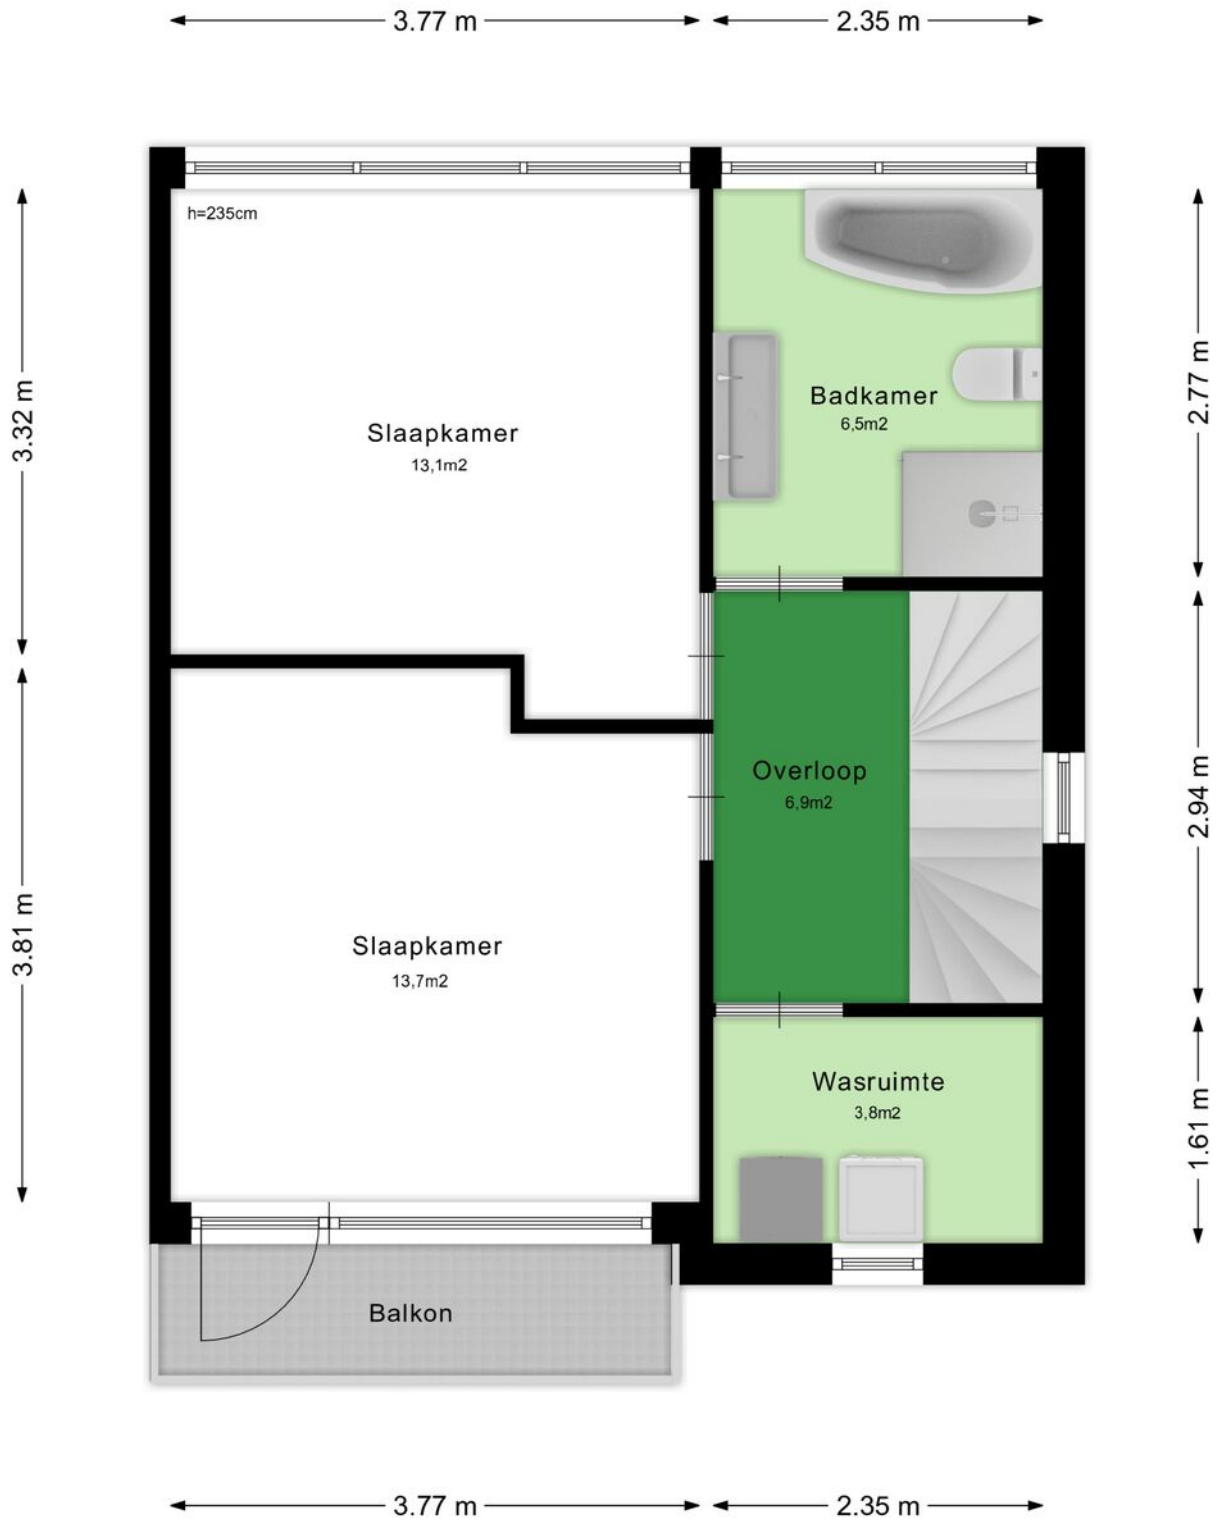 3.77 m
2.35 m
h=235cm
3.32 m
2.77 m
Badkamer
6,5m2
Slaapkamer
13,1m2
Overloop
6,9m2
2.94 m
3.81 m
Slaapkamer
13,7m2
Wasruimte
3,8m2
1.61 m
Balkon
3.77 m
2.35 m